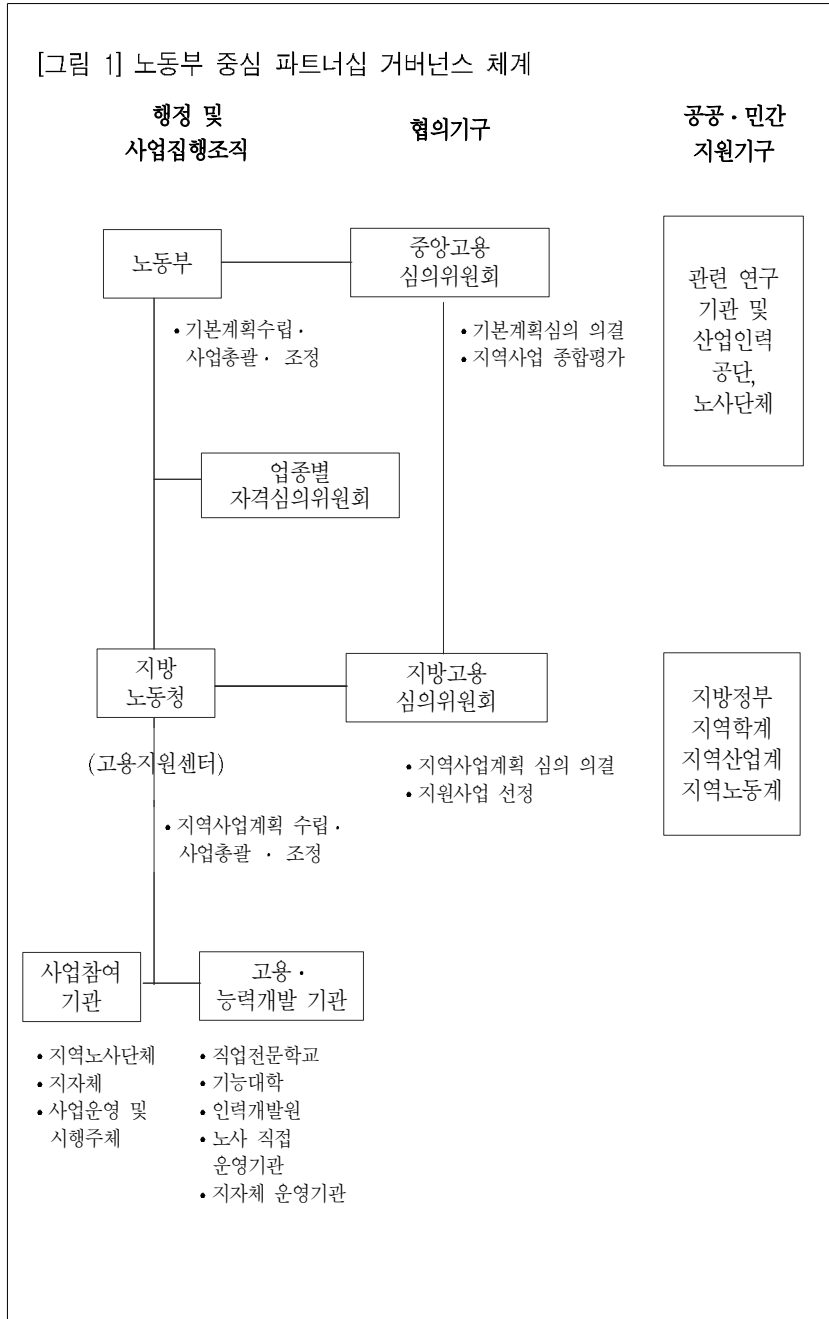 [그림 1] 노동부 중심 파트너십 거버넌스 체계
행정 및
사업집행조직
협의기구
공공·민간
지원기구
노동부
중앙고용
심의위원회
관련 연구
기관 및
산업인력
공단,
노사단체
• 기본계획수립·
사업총괄· 조정
• 기본계획심의 의결
• 지역사업 종합평가
업종별
자격심의위원회
지방
노동청
지방고용
심의위원회
지방정부
지역학계
지역산업계
지역노동계
(고용지원센터)
• 지역사업계획 심의 의결
• 지원사업 선정
• 지역사업계획 수립·
사업총괄 · 조정
사업참여
기관
고용·
능력개발 기관
• 지역노사단체
• 지자체
• 사업운영 및
시행주체
• 직업전문학교
• 기능대학
• 인력개발원
• 노사 직접
운영기관
• 지자체 운영기관